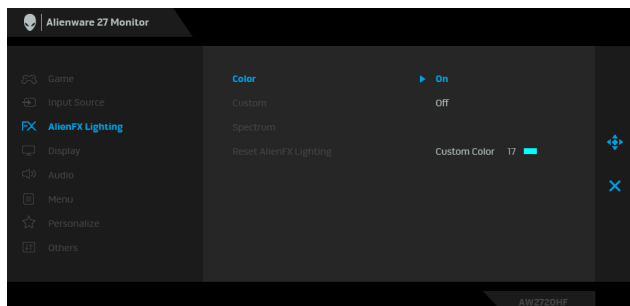 Alienware 27 Monitor
Game
Input Source
FX AlienFX Lighting
Display
Audio
Menu
Personalize
Others
Color On
Custom Off
Spectrum
Reset AlienFX Lighting Custom Color 17
AW2720HF